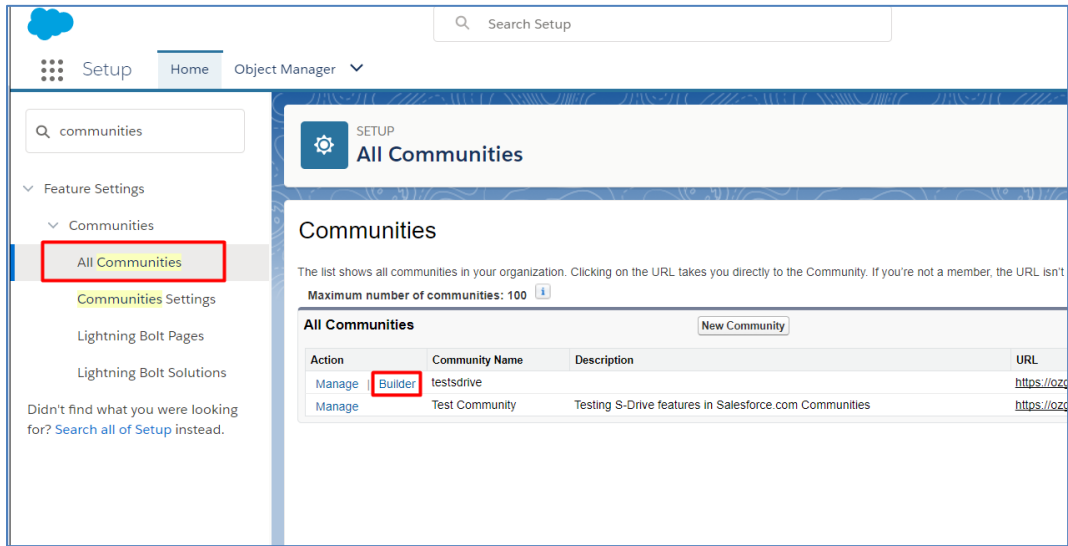 Search Setup
Setup
Home
Object Manager
communities
Feature Settings
Communities
All Communities
Communities Settings
Lightning Bolt Pages
Lightning Bolt Solutions
Didn't find what you were looking
for? Search all of Setup instead.
SETUP
All Communities
Communities
The list shows all communities in your organization. Clicking on the URL takes you directly to the Community. If you're not a member, the URL isn't
Maximum number of communities: 100 i
All Communities New Community
Action Community Name Description URL
Manage | Builder testsdrive https://ozg
Manage Test Community Testing S-Drive features in Salesforce.com Communities https://ozg